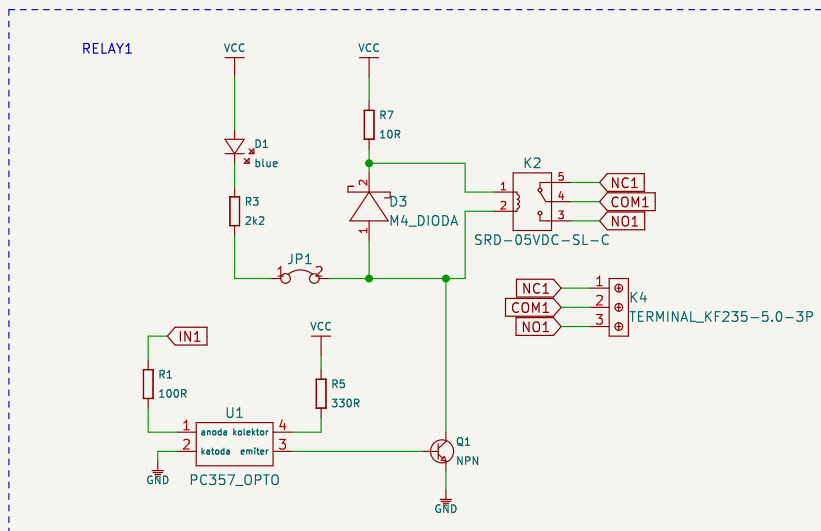 RELAY1
VCC
VCC
R7
10R
D1
blue
K2
R3
2k2
2
D3
M4_DIODA
1
1
2
5
4
3
NC1
COM1
NO1
SRD-05VDC-SL-C
JP1
1
2
NC1
COM1
NO1
1
2
3
K4
TERMINAL_KF235-5.0-3P
IN1
VCC
R1
100R
R5
330R
U1
1
anoda kolektor
4
2
katoda emiter
3
Q1
NPN
GND
PC357_OPTO
GND